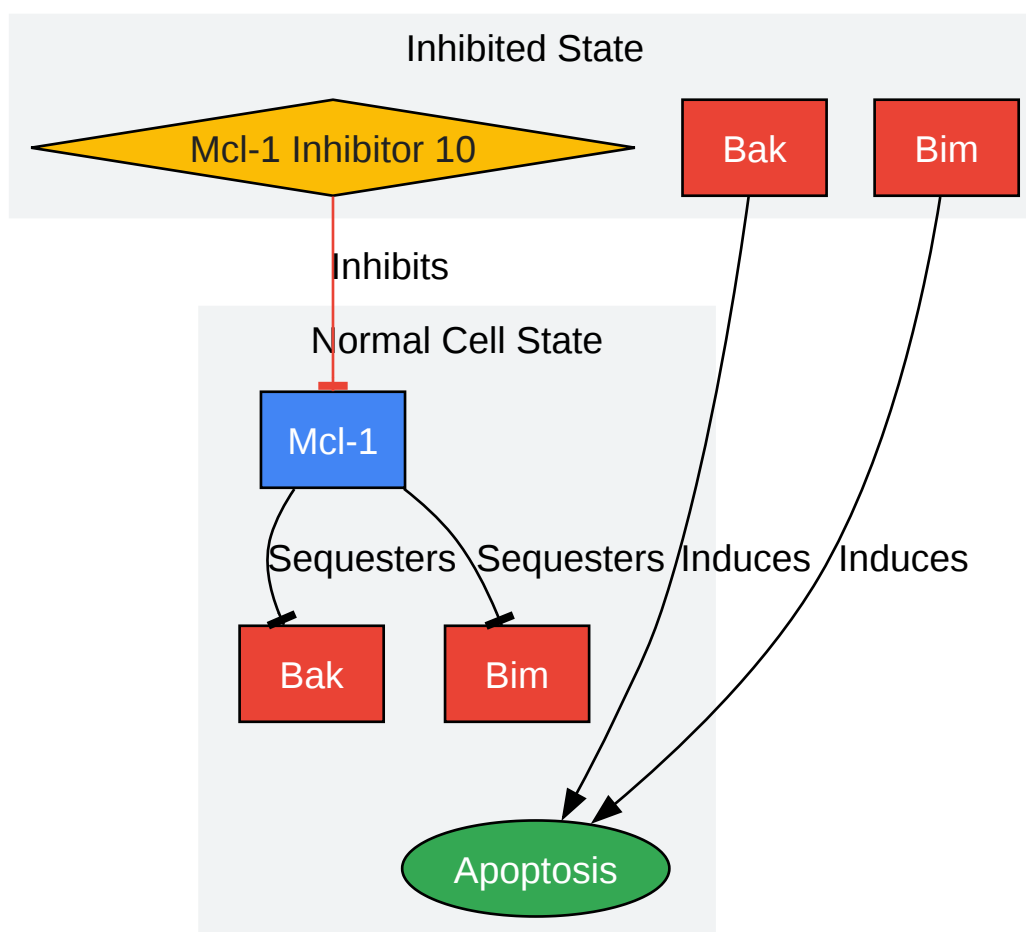 Inhibited State
Mcl-1 Inhibitor 10
Bak
Bim
Inhibits
Normal Cell State
Mcl-1
Sequesters
Sequesters
Induces
Induces
Bak
Bim
Apoptosis